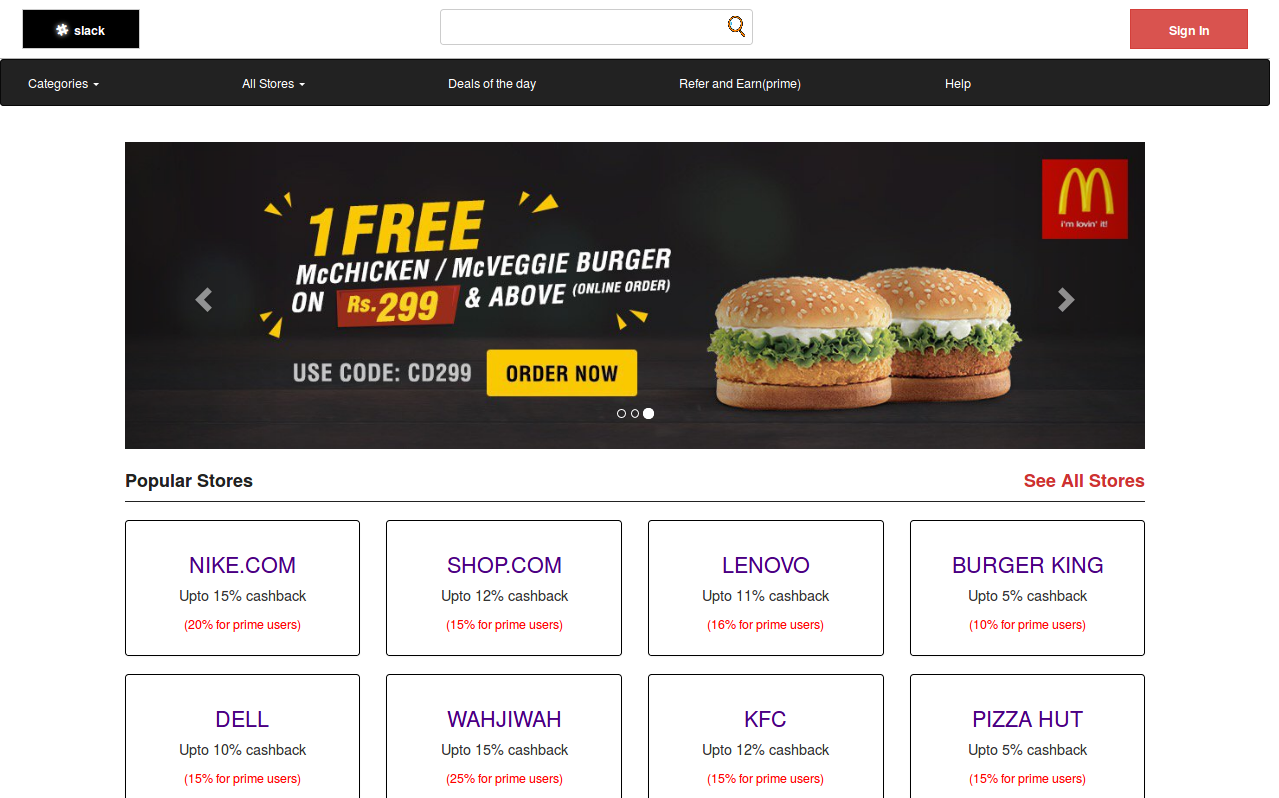 slack
Sign In
Categories
All Stores
Deals of the day
Refer and Earn(prime)
Help
1 FREE
McCHICKEN / McVEGGIE BURGER
ON Rs.299 & ABOVE (ONLINE ORDER)
USE CODE: CD299 ORDER NOW
i'm lovin' it!
Popular Stores
See All Stores
NIKE.COM
Upto 15% cashback
(20% for prime users)
SHOP.COM
Upto 12% cashback
(15% for prime users)
LENOVO
Upto 11% cashback
(16% for prime users)
BURGER KING
Upto 5% cashback
(10% for prime users)
DELL
Upto 10% cashback
(15% for prime users)
WAHJIWAH
Upto 15% cashback
(25% for prime users)
KFC
Upto 12% cashback
(15% for prime users)
PIZZA HUT
Upto 5% cashback
(15% for prime users)